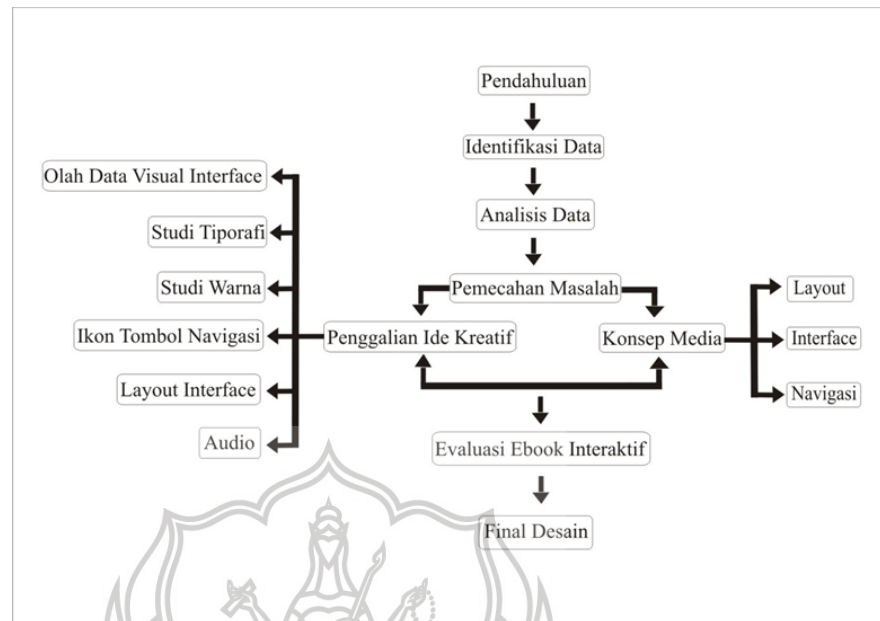 Pendahuluan
Identifikasi Data
Analisis Data
Pemecahan Masalah
Penggalian Ide Kreatif
Konsep Media
Olah Data Visual Interface
Studi Tiporafi
Studi Warna
Ikon Tombol Navigasi
Layout Interface
Audio
Layout
Interface
Navigasi
Evaluasi Ebook Interaktif
Final Desain